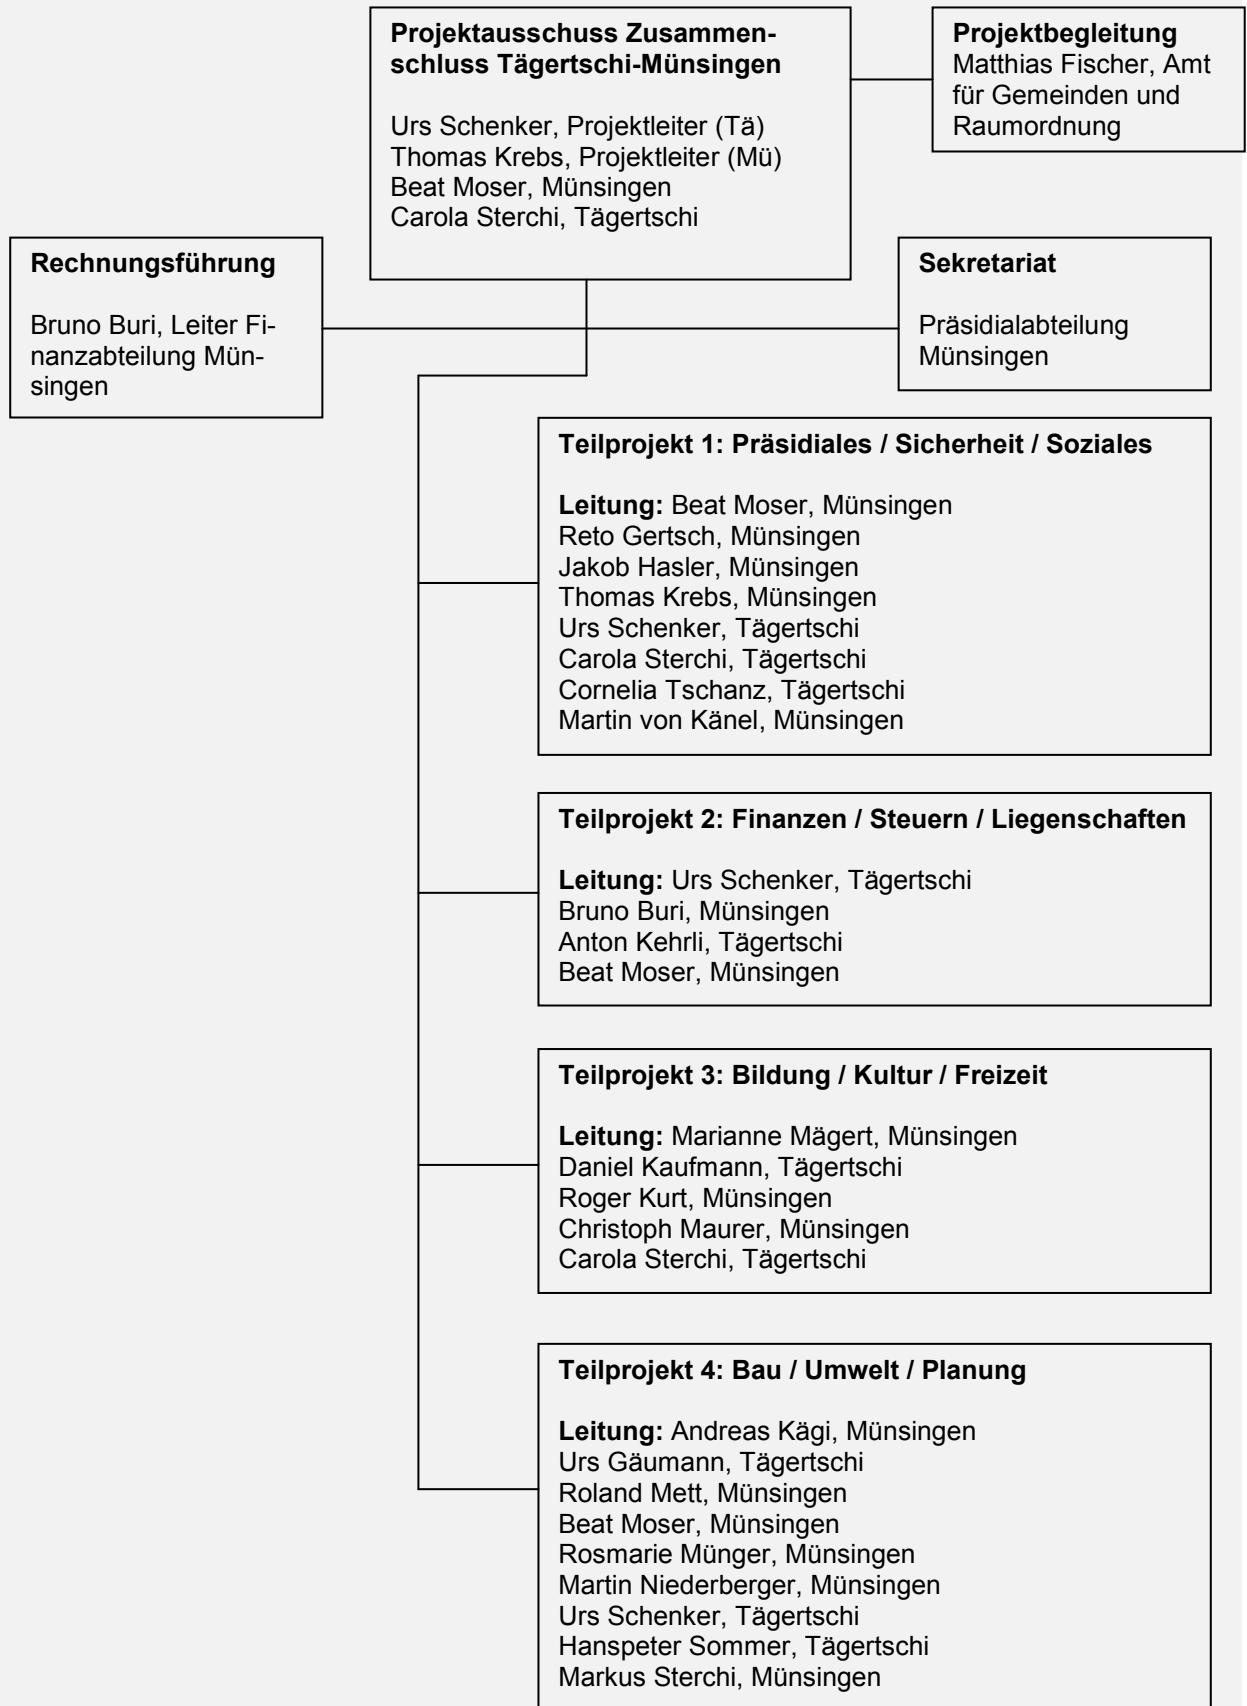 Projektausschuss Zusammen-
schluss Tägertschi-Münsingen
Urs Schenker, Projektleiter (Tä)
Thomas Krebs, Projektleiter (Mü)
Beat Moser, Münsingen
Carola Sterchi, Tägertschi
Projektbegleitung
Matthias Fischer, Amt
für Gemeinden und
Raumordnung
Rechnungsführung
Bruno Buri, Leiter Fi-
nanzabteilung Mün-
singen
Sekretariat
Präsidialabteilung
Münsingen
Teilprojekt 1: Präsidiales / Sicherheit / Soziales
Leitung: Beat Moser, Münsingen
Reto Gertsch, Münsingen
Jakob Hasler, Münsingen
Thomas Krebs, Münsingen
Urs Schenker, Tägertschi
Carola Sterchi, Tägertschi
Cornelia Tschanz, Tägertschi
Martin von Känel, Münsingen
Teilprojekt 2: Finanzen / Steuern / Liegenschaften
Leitung: Urs Schenker, Tägertschi
Bruno Buri, Münsingen
Anton Kehrli, Tägertschi
Beat Moser, Münsingen
Teilprojekt 3: Bildung / Kultur / Freizeit
Leitung: Marianne Mägert, Münsingen
Daniel Kaufmann, Tägertschi
Roger Kurt, Münsingen
Christoph Maurer, Münsingen
Carola Sterchi, Tägertschi
Teilprojekt 4: Bau / Umwelt / Planung
Leitung: Andreas Kägi, Münsingen
Urs Gäumann, Tägertschi
Roland Mett, Münsingen
Beat Moser, Münsingen
Rosmarie Münger, Münsingen
Martin Niederberger, Münsingen
Urs Schenker, Tägertschi
Hanspeter Sommer, Tägertschi
Markus Sterchi, Münsingen